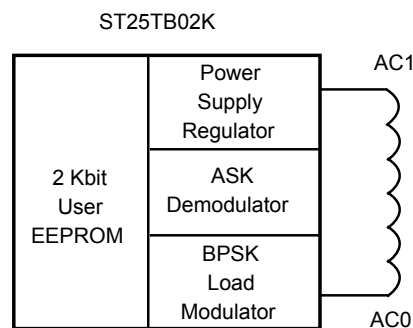 ST25TB02K
Power
Supply
Regulator
AC1
2 Kbit
User
EEPROM
ASK
Demodulator
BPSK
Load
Modulator
AC0